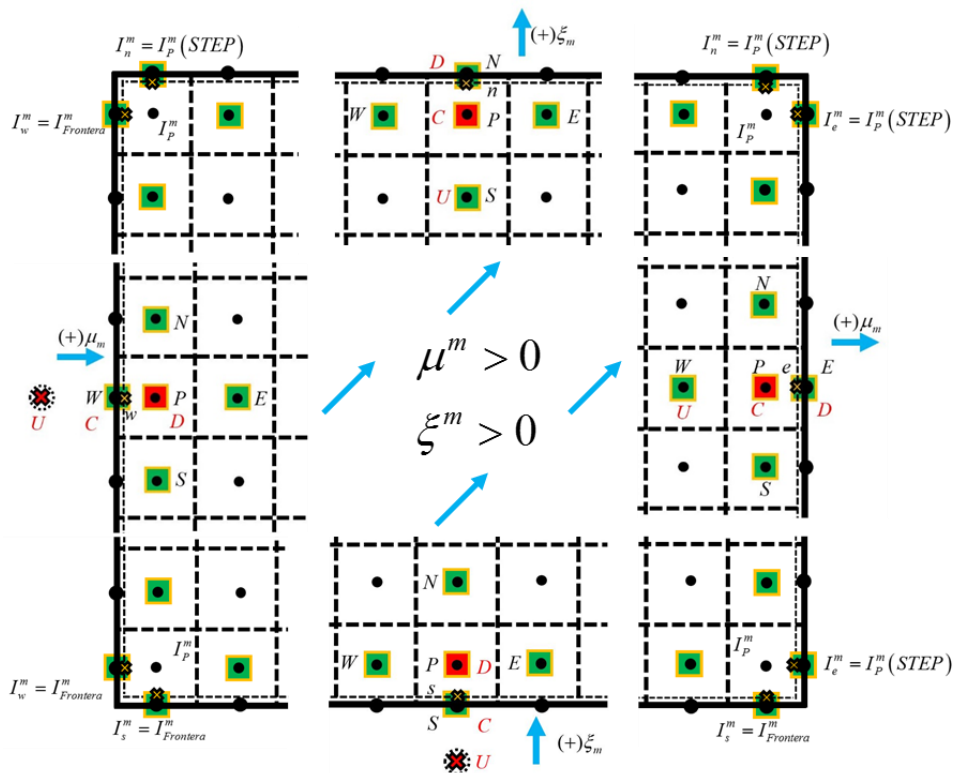 I_n^m = I_P^m (STEP)
I_w^m = I_Frontera^m
I_P^m
(+)ξ_m
D N
n
W C P E
U S
I_n^m = I_P^m (STEP)
I_P^m
I_e^m = I_P^m (STEP)
(+)μ_m
N
W P E
w
U C D
S
μ^m > 0
ξ^m > 0
N
W P e E
U C D
S
(+)μ_m
I_P^m
I_w^m = I_Frontera^m
I_s^m = I_Frontera^m
N
W P D E
s
S C
(+)ξ_m
U
I_P^m
I_e^m = I_P^m (STEP)
I_s^m = I_Frontera^m